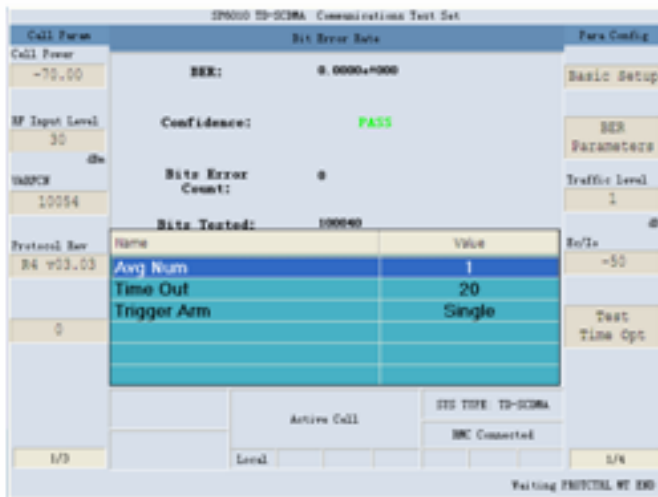 SP6010 TD-SCDMA Communications Test Set
Call Param
Bit Error Rate
Para Config
Call Power
-70.00
BER:
0.0000e+000
Basic Setup
RF Input Level
30
dBm
Confidence:
PASS
BER
Parameters
UARFCN
10054
Bits Error
Count:
0
Traffic Level
1
Bits Tested:
100040
Protocol Rev
R4 v03.03
Name
Value
Ec/Io
-50
Avg Num
1
Time Out
20
Trigger Arm
Single
0
Test
Time Opt
Active Call
SYS TYPE: TD-SCDMA
Connected
1/3
Local
1/4
Waiting
END